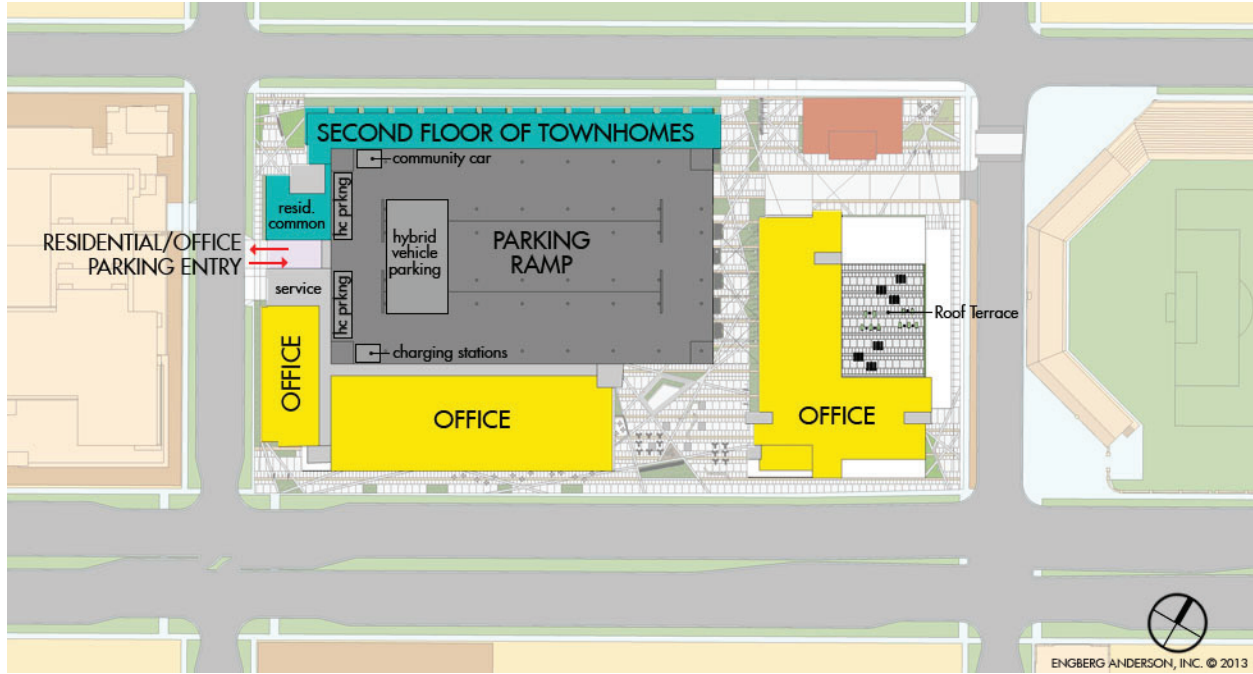 SECOND FLOOR OF TOWNHOMES
community car
hc prkng
resid.
common
RESIDENTIAL/OFFICE
PARKING ENTRY
hybrid
vehicle
parking
PARKING
RAMP
service
hc prkng
charging stations
OFFICE
OFFICE
Roof Terrace
OFFICE
ENGBERG ANDERSON, INC. © 2013